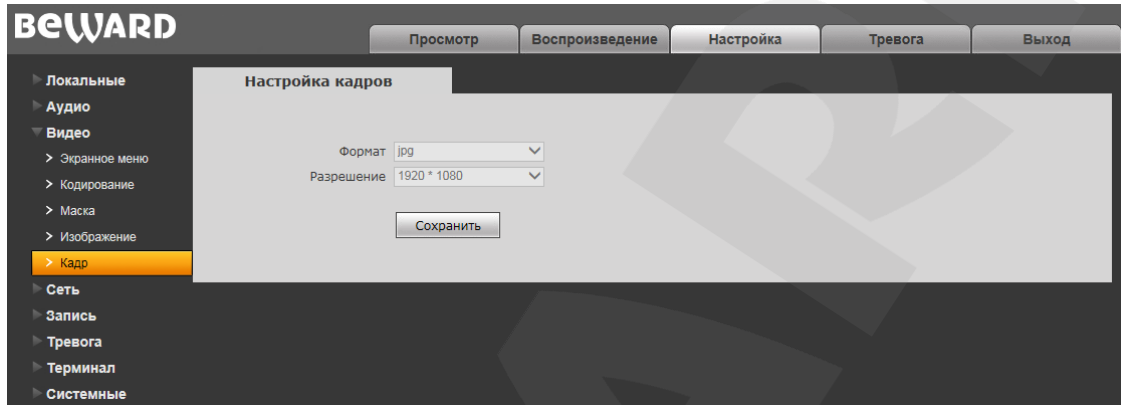 BEWARD
Просмотр
Воспроизведение
Настройка
Тревога
Выход
Локальные
Аудио
Видео
Экранное меню
Кодирование
Маска
Изображение
Кадр
Сеть
Запись
Тревога
Терминал
Системные
Настройка кадров
Формат jpg
Разрешение 1920 * 1080
Сохранить